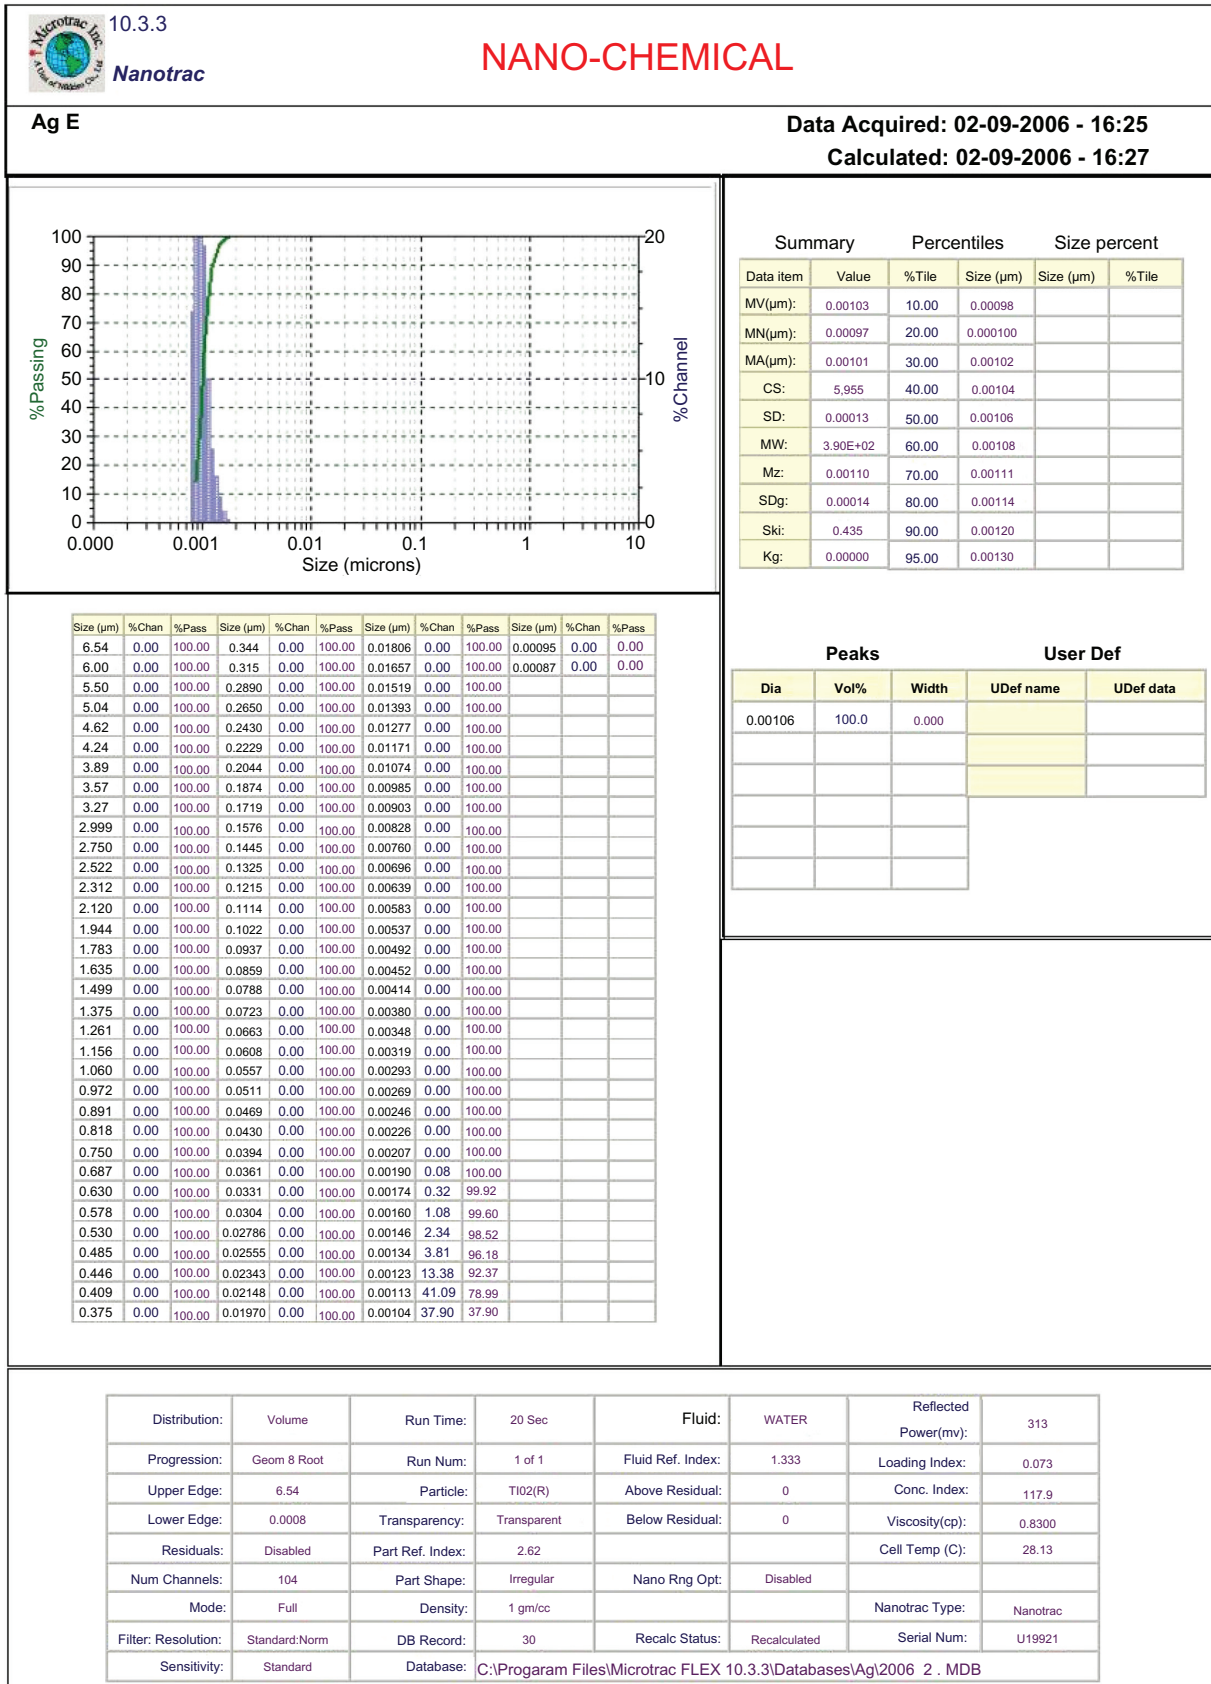 Microtrac Inc.
A Div. of Nikkiso Co., Ltd
10.3.3
Nanotrac
NANO-CHEMICAL
Ag E
Data Acquired: 02-09-2006 - 16:25
Calculated: 02-09-2006 - 16:27
%Passing
100
90
80
70
60
50
40
30
20
10
0
20
10
0
%Channel
0.000 0.001 0.01 0.1 1 10
Size (microns)
Summary Percentiles Size percent
Data item Value %Tile Size (µm) Size (µm) %Tile
MV(µm): 0.00103 10.00 0.00098
MN(µm): 0.00097 20.00 0.000100
MA(µm): 0.00101 30.00 0.00102
CS: 5,955 40.00 0.00104
SD: 0.00013 50.00 0.00106
MW: 3.90E+02 60.00 0.00108
Mz: 0.00110 70.00 0.00111
SDg: 0.00014 80.00 0.00114
Ski: 0.435 90.00 0.00120
Kg: 0.00000 95.00 0.00130
Peaks User Def
Dia Vol% Width UDef name UDef data
0.00106 100.0 0.000
Size (µm) %Chan %Pass Size (µm) %Chan %Pass Size (µm) %Chan %Pass Size (µm) %Chan %Pass
6.54 0.00 100.00 0.344 0.00 100.00 0.01806 0.00 100.00 0.00095 0.00 0.00
6.00 0.00 100.00 0.315 0.00 100.00 0.01657 0.00 100.00 0.00087 0.00 0.00
5.50 0.00 100.00 0.2890 0.00 100.00 0.01519 0.00 100.00
5.04 0.00 100.00 0.2650 0.00 100.00 0.01393 0.00 100.00
4.62 0.00 100.00 0.2430 0.00 100.00 0.01277 0.00 100.00
4.24 0.00 100.00 0.2229 0.00 100.00 0.01171 0.00 100.00
3.89 0.00 100.00 0.2044 0.00 100.00 0.01074 0.00 100.00
3.57 0.00 100.00 0.1874 0.00 100.00 0.00985 0.00 100.00
3.27 0.00 100.00 0.1719 0.00 100.00 0.00903 0.00 100.00
2.999 0.00 100.00 0.1576 0.00 100.00 0.00828 0.00 100.00
2.750 0.00 100.00 0.1445 0.00 100.00 0.00760 0.00 100.00
2.522 0.00 100.00 0.1325 0.00 100.00 0.00696 0.00 100.00
2.312 0.00 100.00 0.1215 0.00 100.00 0.00639 0.00 100.00
2.120 0.00 100.00 0.1114 0.00 100.00 0.00583 0.00 100.00
1.944 0.00 100.00 0.1022 0.00 100.00 0.00537 0.00 100.00
1.783 0.00 100.00 0.0937 0.00 100.00 0.00492 0.00 100.00
1.635 0.00 100.00 0.0859 0.00 100.00 0.00452 0.00 100.00
1.499 0.00 100.00 0.0788 0.00 100.00 0.00414 0.00 100.00
1.375 0.00 100.00 0.0723 0.00 100.00 0.00380 0.00 100.00
1.261 0.00 100.00 0.0663 0.00 100.00 0.00348 0.00 100.00
1.156 0.00 100.00 0.0608 0.00 100.00 0.00319 0.00 100.00
1.060 0.00 100.00 0.0557 0.00 100.00 0.00293 0.00 100.00
0.972 0.00 100.00 0.0511 0.00 100.00 0.00269 0.00 100.00
0.891 0.00 100.00 0.0469 0.00 100.00 0.00246 0.00 100.00
0.818 0.00 100.00 0.0430 0.00 100.00 0.00226 0.00 100.00
0.750 0.00 100.00 0.0394 0.00 100.00 0.00207 0.00 100.00
0.687 0.00 100.00 0.0361 0.00 100.00 0.00190 0.08 100.00
0.630 0.00 100.00 0.0331 0.00 100.00 0.00174 0.32 99.92
0.578 0.00 100.00 0.0304 0.00 100.00 0.00160 1.08 99.60
0.530 0.00 100.00 0.02786 0.00 100.00 0.00146 2.34 98.52
0.485 0.00 100.00 0.02555 0.00 100.00 0.00134 3.81 96.18
0.446 0.00 100.00 0.02343 0.00 100.00 0.00123 13.38 92.37
0.409 0.00 100.00 0.02148 0.00 100.00 0.00113 41.09 78.99
0.375 0.00 100.00 0.01970 0.00 100.00 0.00104 37.90 37.90
Distribution: Volume Run Time: 20 Sec Fluid: WATER Reflected Power(mv): 313
Progression: Geom 8 Root Run Num: 1 of 1 Fluid Ref. Index: 1.333 Loading Index: 0.073
Upper Edge: 6.54 Particle: TI02(R) Above Residual: 0 Conc. Index: 117.9
Lower Edge: 0.0008 Transparency: Transparent Below Residual: 0 Viscosity(cp): 0.8300
Residuals: Disabled Part Ref. Index: 2.62 Cell Temp (C): 28.13
Num Channels: 104 Part Shape: Irregular Nano Rng Opt: Disabled
Mode: Full Density: 1 gm/cc Nanotrac Type: Nanotrac
Filter: Resolution: Standard:Norm DB Record: 30 Recalc Status: Recalculated Serial Num: U19921
Sensitivity: Standard Database: C:\Progaram Files\Microtrac FLEX 10.3.3\Databases\Ag\2006 2 . MDB